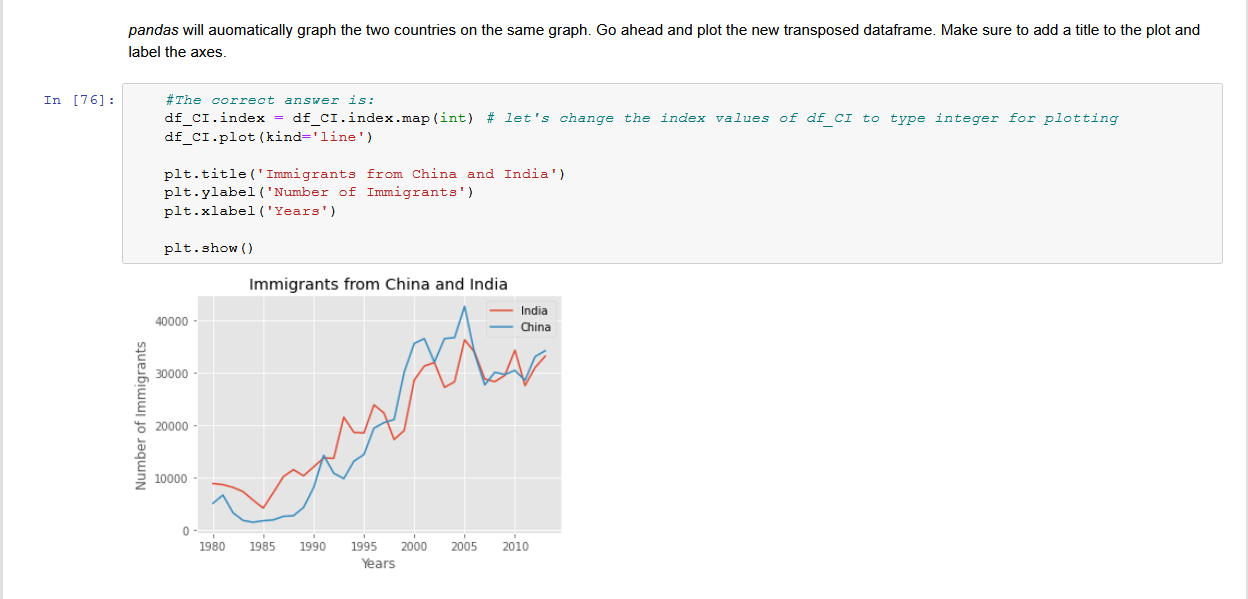 pandas will auomatically graph the two countries on the same graph. Go ahead and plot the new transposed dataframe. Make sure to add a title to the plot and
label the axes.
In [76]:
#The correct answer is:
df_CI.index = df_CI.index.map(int) # let's change the index values of df_CI to type integer for plotting
df_CI.plot(kind='line')
plt.title('Immigrants from China and India')
plt.ylabel('Number of Immigrants')
plt.xlabel('Years')
plt.show()
Immigrants from China and India
India
China
40000
30000
20000
10000
0
Number of Immigrants
1980 1985 1990 1995 2000 2005 2010
Years